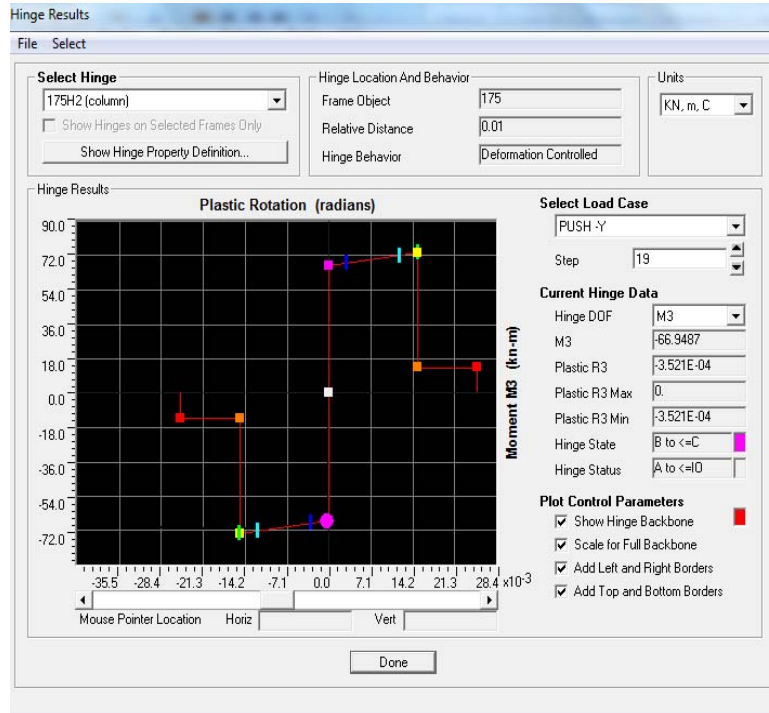 Hinge Results
File Select
Select Hinge
175H2 (column)
Show Hinges on Selected Frames Only
Show Hinge Property Definition...
Hinge Location And Behavior
Frame Object 175
Relative Distance 0.01
Hinge Behavior Deformation Controlled
Units
KN, m, C
Hinge Results
Plastic Rotation (radians)
90.0
72.0
54.0
36.0
18.0
0.0
-18.0
-36.0
-54.0
-72.0
-35.5 -28.4 -21.3 -14.2 -7.1 0.0 7.1 14.2 21.3 28.4 x10-3
Moment M3 (kn-m)
Mouse Pointer Location Horiz Vert
Select Load Case
PUSH -Y
Step 19
Current Hinge Data
Hinge DOF M3
M3 -66.9487
Plastic R3 -3.521E-04
Plastic R3 Max 0.
Plastic R3 Min -3.521E-04
Hinge State B to <=C
Hinge Status A to <=IO
Plot Control Parameters
Show Hinge Backbone
Scale for Full Backbone
Add Left and Right Borders
Add Top and Bottom Borders
Done